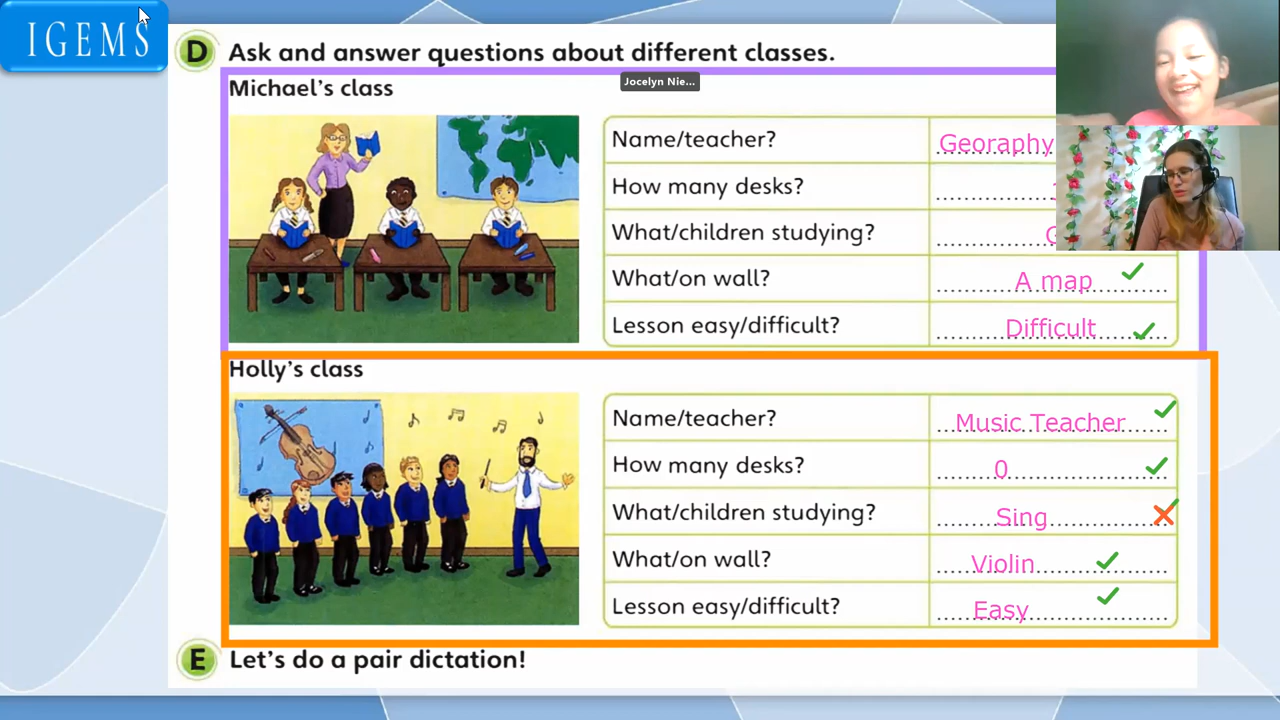 IGEMS
D Ask and answer questions about different classes.
Jocelyn Nie...
Michael's class
Name/teacher? Georaphy
How many desks?
What/children studying?
What/on wall? A map
Lesson easy/difficult? Difficult
Holly's class
Name/teacher? Music Teacher
How many desks? 0
What/children studying? Sing
What/on wall? Violin
Lesson easy/difficult? Easy
E Let's do a pair dictation!